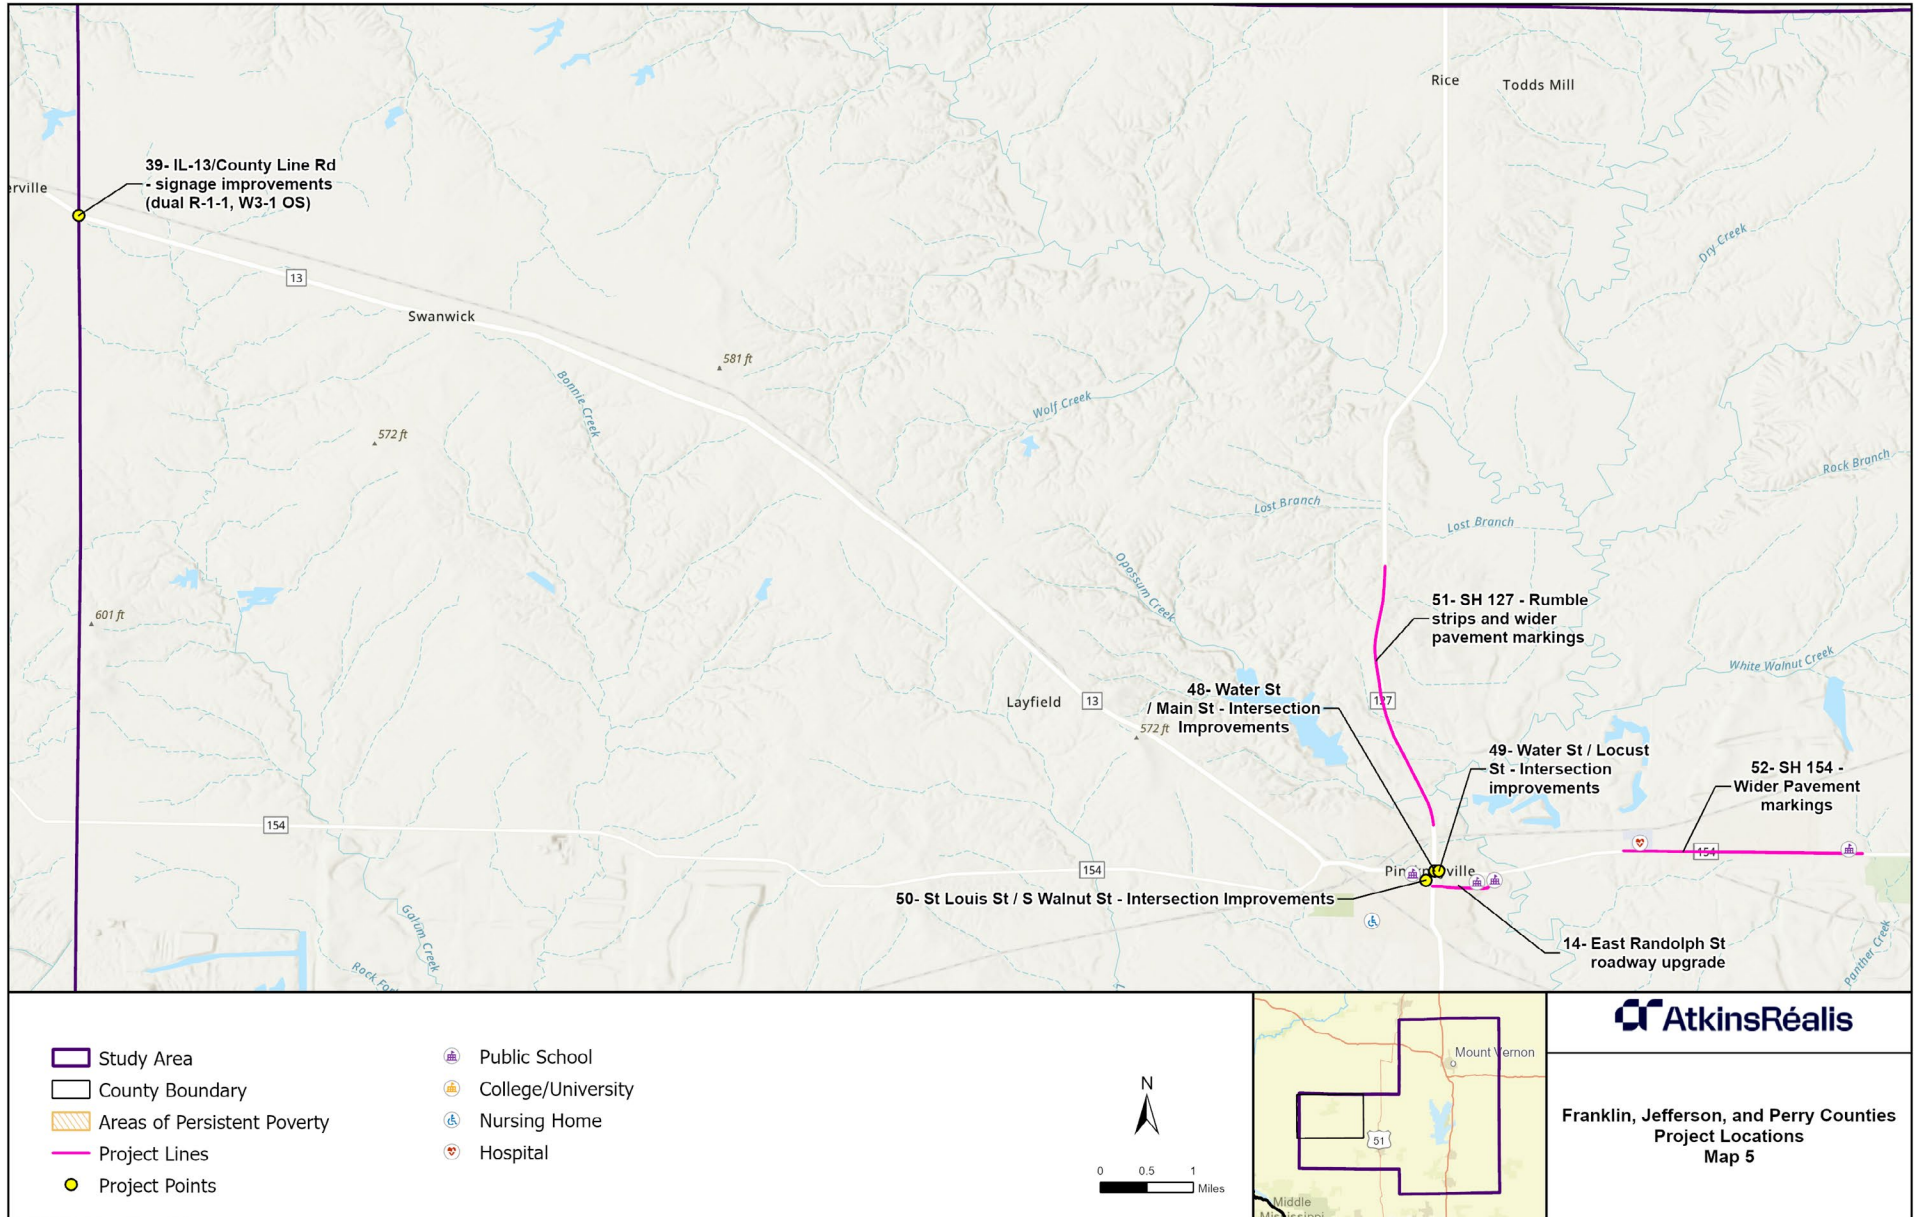 Rice
Todds Mill
39- IL-13/County Line Rd
- signage improvements
(dual R-1-1, W3-1 OS)
erville
Dry Creek
13
Swanwick
581 ft
Bonnie Creek
Wolf Creek
572 ft
Rock Branch
Lost Branch
Lost Branch
Opossum Creek
601 ft
51- SH 127 - Rumble
strips and wider
pavement markings
White Walnut Creek
48- Water St
/ Main St - Intersection
Improvements
127
Layfield
13
572 ft
49- Water St / Locust
St - Intersection
improvements
52- SH 154 -
Wider Pavement
markings
154
154
154
50- St Louis St / S Walnut St - Intersection Improvements
14- East Randolph St
roadway upgrade
Galum Creek
Panther Creek
Study Area
County Boundary
Areas of Persistent Poverty
Project Lines
Project Points
Public School
College/University
Nursing Home
Hospital
N
0 0.5 1
Miles
Mount Vernon
51
Middle
AtkinsRéalis
Franklin, Jefferson, and Perry Counties
Project Locations
Map 5